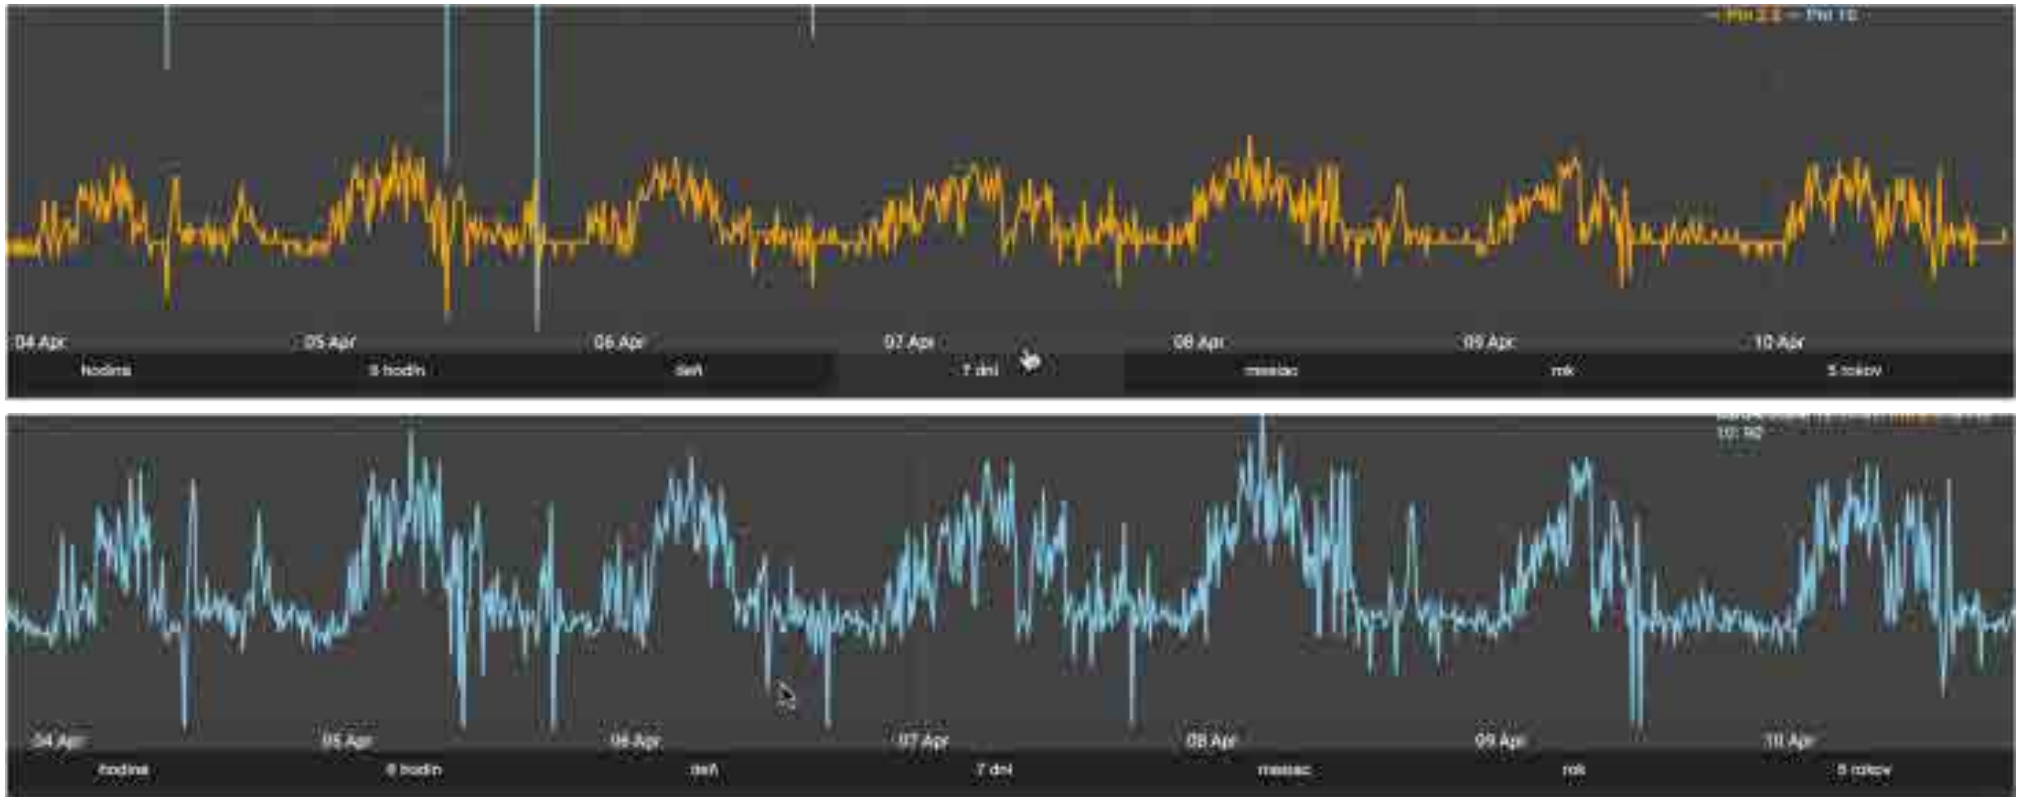 PM 2.5 PM 10
04 Apr 05 Apr 06 Apr 07 Apr 08 Apr 09 Apr 10 Apr
hodina 6 hodín deň 7 dní mesiac rok 5 rokov
10: 90
04 Apr 05 Apr 06 Apr 07 Apr 08 Apr 09 Apr 10 Apr
hodina 6 hodín deň 7 dní mesiac rok 5 rokov